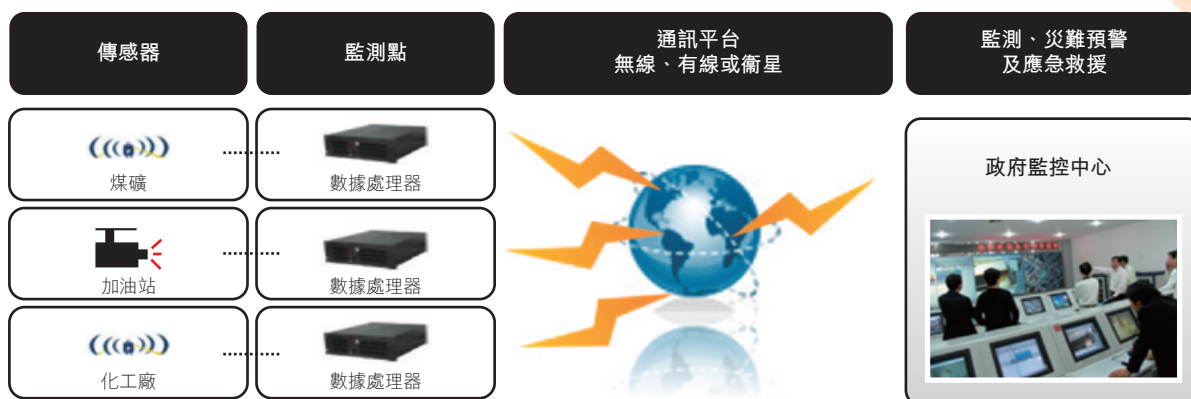 傳感器
監測點
通訊平台
無線、有線或衞星
監測、災難預警
及應急救援
煤礦
數據處理器
加油站
數據處理器
化工廠
數據處理器
政府監控中心